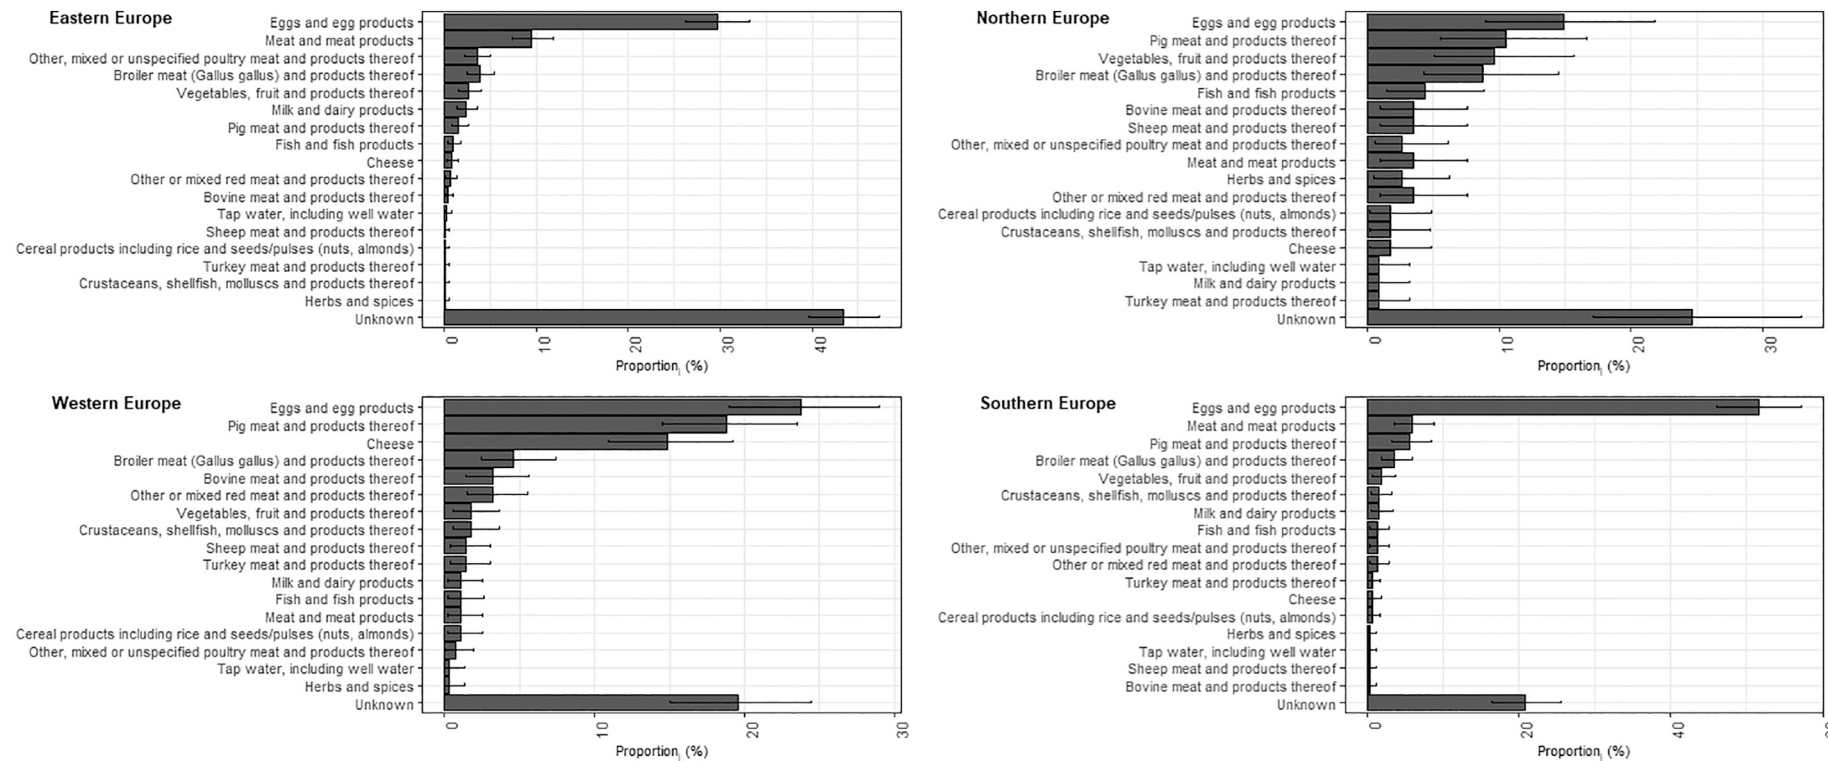 Eastern Europe
Eggs and egg products
Meat and meat products
Other, mixed or unspecified poultry meat and products thereof
Broiler meat (Gallus gallus) and products thereof
Vegetables, fruit and products thereof
Milk and dairy products
Pig meat and products thereof
Fish and fish products
Cheese
Other or mixed red meat and products thereof
Bovine meat and products thereof
Tap water, including well water
Sheep meat and products thereof
Cereal products including rice and seeds/pulses (nuts, almonds)
Turkey meat and products thereof
Crustaceans, shellfish, molluscs and products thereof
Herbs and spices
Unknown
0 10 20 30 40
Proportion (%)
Northern Europe
Eggs and egg products
Pig meat and products thereof
Vegetables, fruit and products thereof
Broiler meat (Gallus gallus) and products thereof
Fish and fish products
Bovine meat and products thereof
Sheep meat and products thereof
Other, mixed or unspecified poultry meat and products thereof
Meat and meat products
Herbs and spices
Other or mixed red meat and products thereof
Cereal products including rice and seeds/pulses (nuts, almonds)
Crustaceans, shellfish, molluscs and products thereof
Cheese
Tap water, including well water
Milk and dairy products
Turkey meat and products thereof
Unknown
0 10 20 30
Proportion (%)
Western Europe
Eggs and egg products
Pig meat and products thereof
Cheese
Broiler meat (Gallus gallus) and products thereof
Bovine meat and products thereof
Other or mixed red meat and products thereof
Vegetables, fruit and products thereof
Crustaceans, shellfish, molluscs and products thereof
Sheep meat and products thereof
Turkey meat and products thereof
Milk and dairy products
Fish and fish products
Meat and meat products
Cereal products including rice and seeds/pulses (nuts, almonds)
Other, mixed or unspecified poultry meat and products thereof
Tap water, including well water
Herbs and spices
Unknown
0 10 20 30
Proportion (%)
Southern Europe
Eggs and egg products
Meat and meat products
Pig meat and products thereof
Broiler meat (Gallus gallus) and products thereof
Vegetables, fruit and products thereof
Crustaceans, shellfish, molluscs and products thereof
Milk and dairy products
Fish and fish products
Other, mixed or unspecified poultry meat and products thereof
Other or mixed red meat and products thereof
Turkey meat and products thereof
Cheese
Cereal products including rice and seeds/pulses (nuts, almonds)
Herbs and spices
Tap water, including well water
Sheep meat and products thereof
Bovine meat and products thereof
Unknown
0 20 40
Proportion (%)